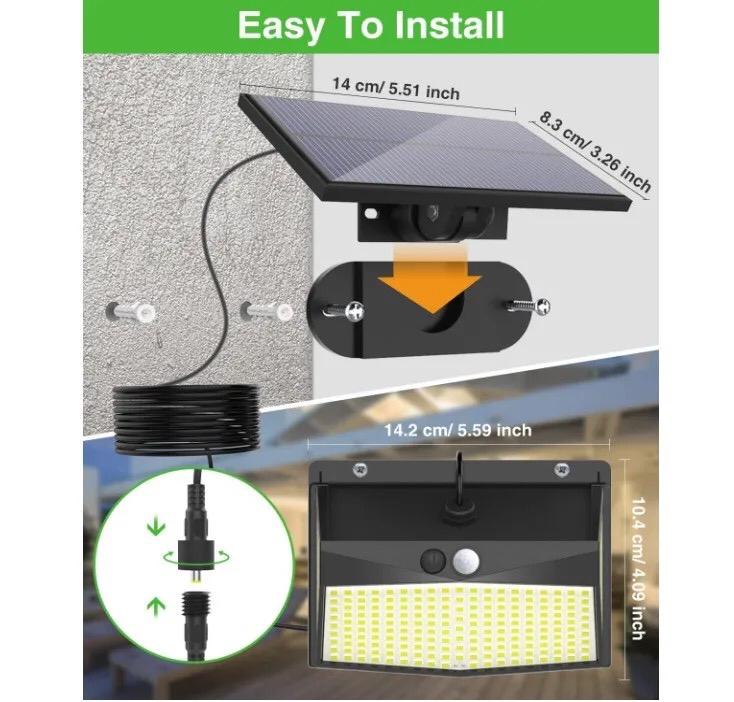 Easy To Install
14 cm/ 5.51 inch
8.3 cm/ 3.26 inch
14.2 cm/ 5.59 inch
10.4 cm/ 4.09 inch